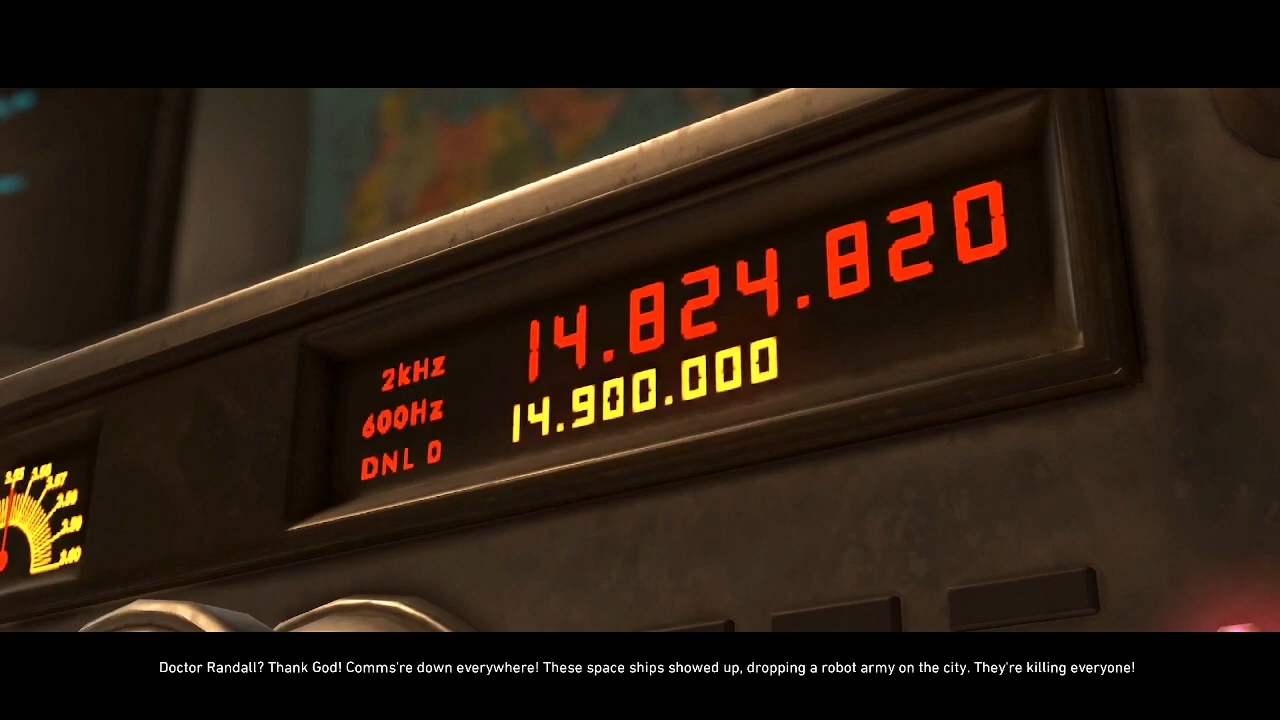 14.824.820
2kHz
14.900.000
600Hz
DNL 0
Doctor Randall? Thank God! Comms're down everywhere! These space ships showed up, dropping a robot army on the city. They're killing everyone!